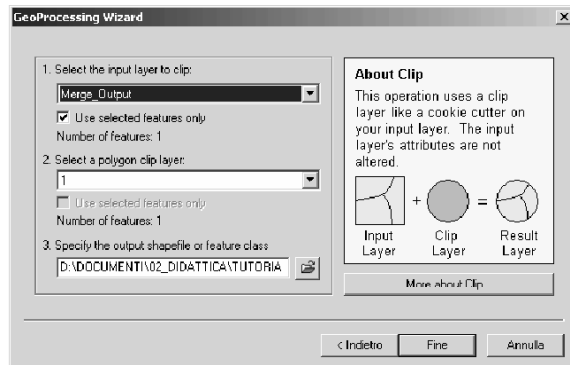 GeoProcessing Wizard
1. Select the input layer to clip:
Merge_Output
Use selected features only
Number of features: 1
2. Select a polygon clip layer:
1
Use selected features only
Number of features: 1
3. Specify the output shapefile or feature class
D:\DOCUMENTI\02_DIDATTICA\TUTORIA
About Clip
This operation uses a clip
layer like a cookie cutter on
your input layer. The input
layer's attributes are not
altered.
+
=
Input Layer
Clip Layer
Result Layer
More about Clip
< Indietro
Fine
Annulla